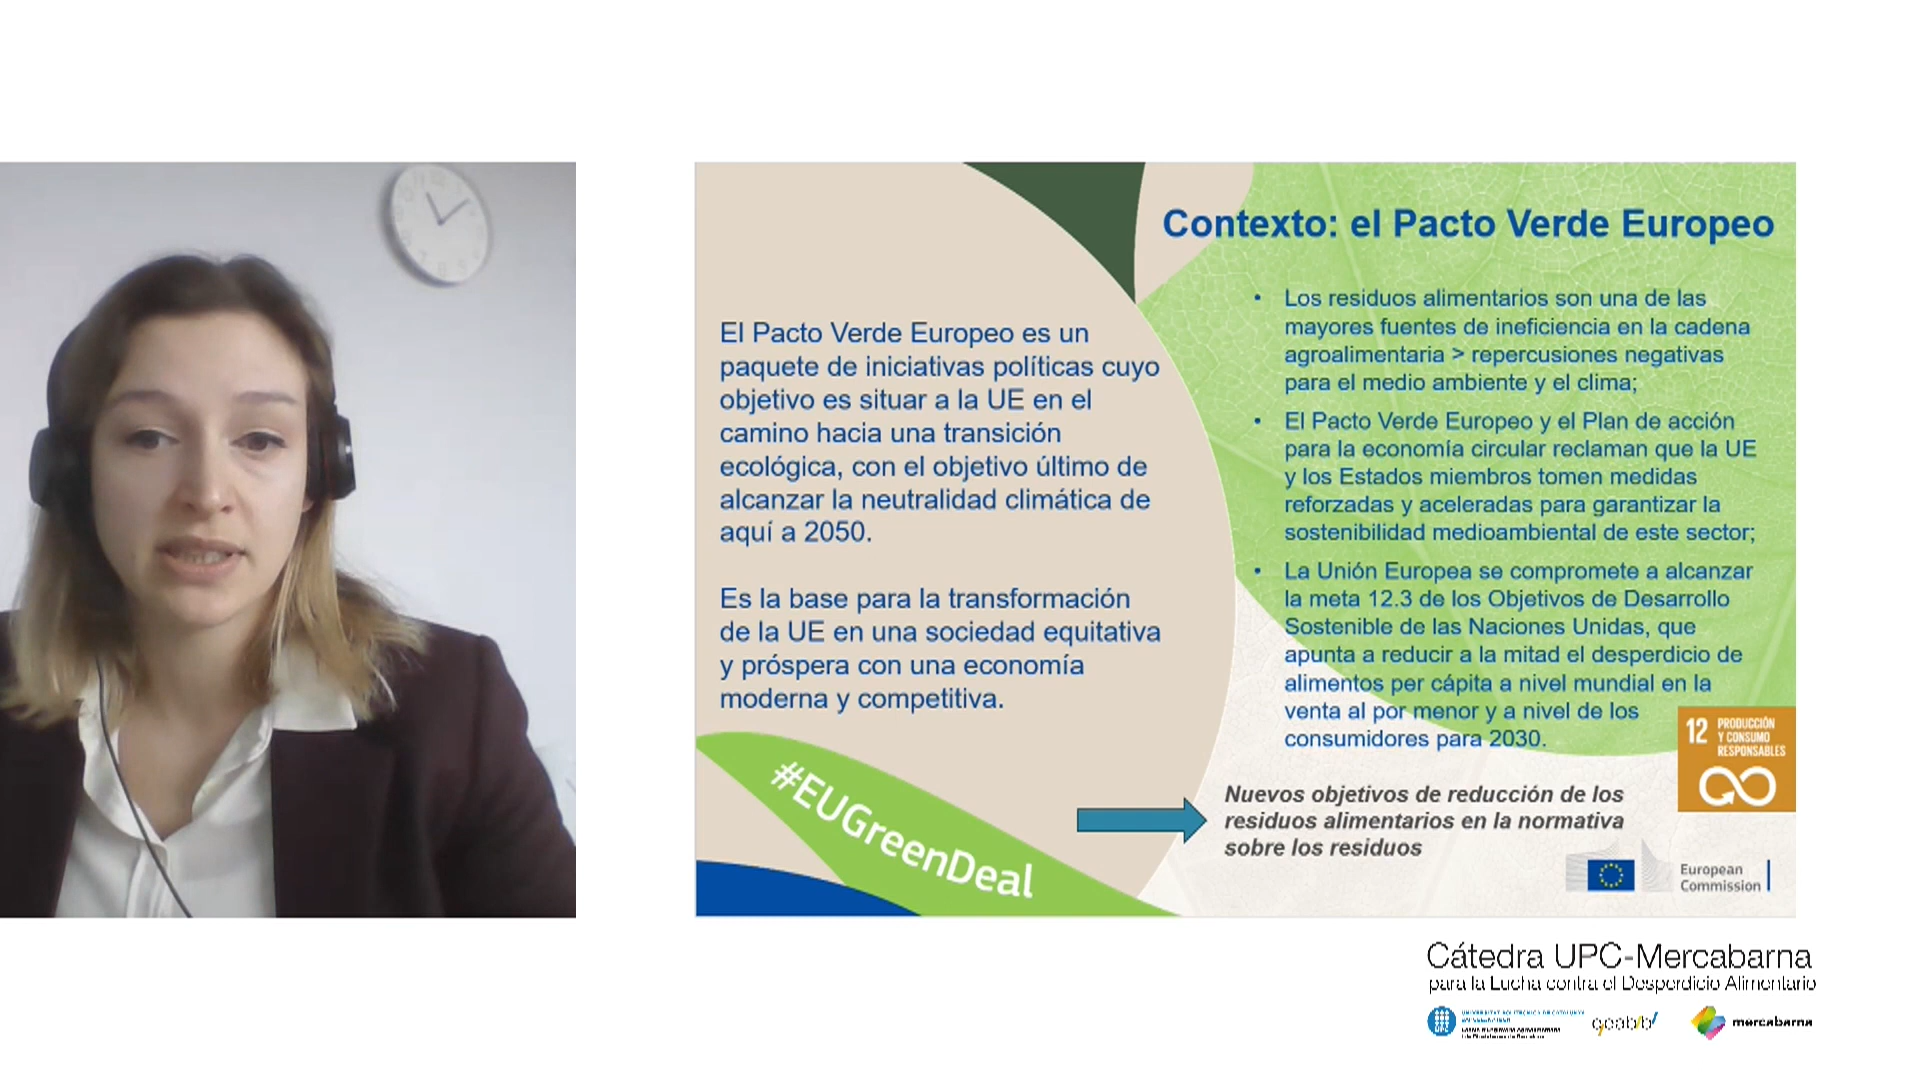 Contexto: el Pacto Verde Europeo
El Pacto Verde Europeo es un
paquete de iniciativas políticas cuyo
objetivo es situar a la UE en el
camino hacia una transición
ecológica, con el objetivo último de
alcanzar la neutralidad climática de
aquí a 2050.
Es la base para la transformación
de la UE en una sociedad equitativa
y próspera con una economía
moderna y competitiva.
#EUGreenDeal
• Los residuos alimentarios son una de las
mayores fuentes de ineficiencia en la cadena
agroalimentaria > repercusiones negativas
para el medio ambiente y el clima;
• El Pacto Verde Europeo y el Plan de acción
para la economía circular reclaman que la UE
y los Estados miembros tomen medidas
reforzadas y aceleradas para garantizar la
sostenibilidad medioambiental de este sector;
• La Unión Europea se compromete a alcanzar
la meta 12.3 de los Objetivos de Desarrollo
Sostenible de las Naciones Unidas, que
apunta a reducir a la mitad el desperdicio de
alimentos per cápita a nivel mundial en la
venta al por menor y a nivel de los
consumidores para 2030.
12 PRODUCCIÓN
Y CONSUMO
RESPONSABLES
Nuevos objetivos de reducción de los
residuos alimentarios en la normativa
sobre los residuos
European
Commission
Cátedra UPC-Mercabarna
para la Lucha contra el Desperdicio Alimentario
UPC
UNIVERSITAT POLITÈCNICA DE CATALUNYA
BARCELONATECH
mercabarna